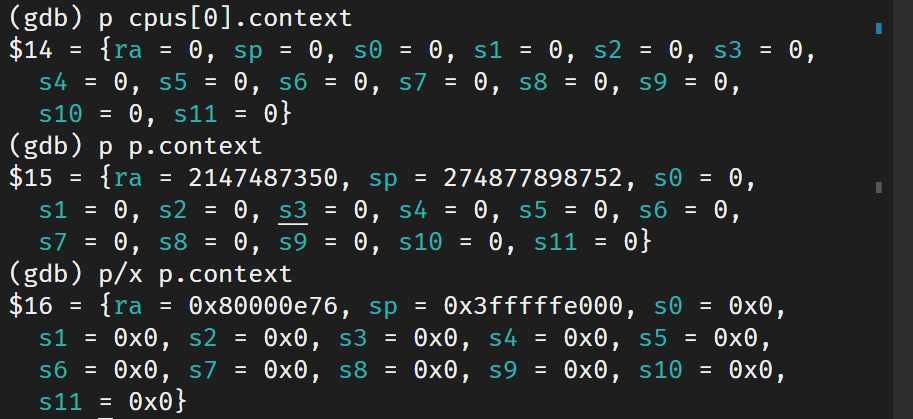 (gdb) p cpus[0].context
$14 = {ra = 0, sp = 0, s0 = 0, s1 = 0, s2 = 0, s3 = 0,
  s4 = 0, s5 = 0, s6 = 0, s7 = 0, s8 = 0, s9 = 0,
  s10 = 0, s11 = 0}
(gdb) p p.context
$15 = {ra = 2147487350, sp = 274877898752, s0 = 0,
  s1 = 0, s2 = 0, s3 = 0, s4 = 0, s5 = 0, s6 = 0,
  s7 = 0, s8 = 0, s9 = 0, s10 = 0, s11 = 0}
(gdb) p/x p.context
$16 = {ra = 0x80000e76, sp = 0x3fffffe000, s0 = 0x0,
  s1 = 0x0, s2 = 0x0, s3 = 0x0, s4 = 0x0, s5 = 0x0,
  s6 = 0x0, s7 = 0x0, s8 = 0x0, s9 = 0x0, s10 = 0x0,
  s11 = 0x0}